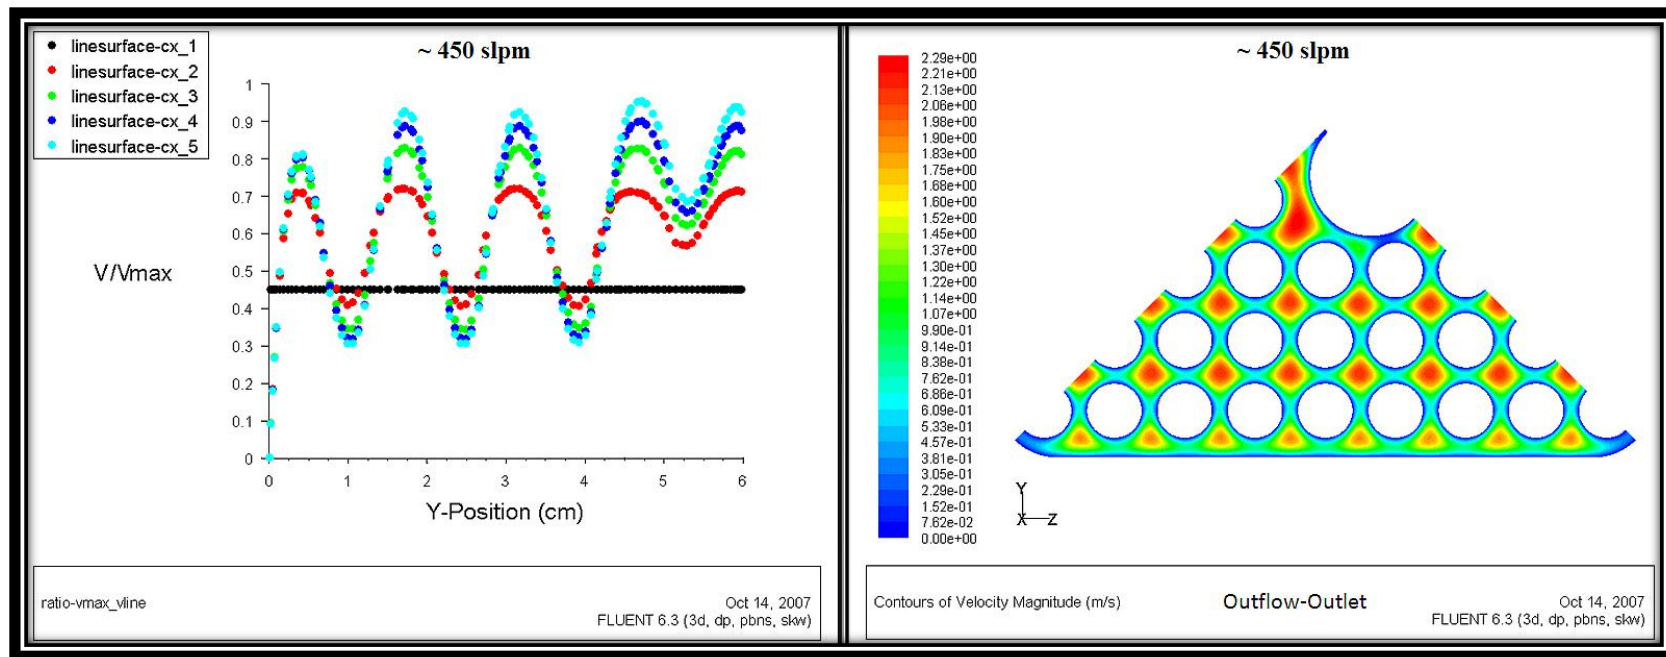 linesurface-cx_1
linesurface-cx_2
linesurface-cx_3
linesurface-cx_4
linesurface-cx_5
~ 450 slpm
1
0.9
0.8
0.7
0.6
0.5
0.4
0.3
0.2
0.1
0
V/Vmax
0 1 2 3 4 5 6
Y-Position (cm)
ratio-vmax_vline
Oct 14, 2007
FLUENT 6.3 (3d, dp, pbns, skw)
~ 450 slpm
2.29e+00
2.21e+00
2.13e+00
2.06e+00
1.98e+00
1.90e+00
1.83e+00
1.75e+00
1.68e+00
1.60e+00
1.52e+00
1.45e+00
1.37e+00
1.30e+00
1.22e+00
1.14e+00
1.07e+00
9.90e-01
9.14e-01
8.38e-01
7.62e-01
6.86e-01
6.09e-01
5.33e-01
4.57e-01
3.81e-01
3.05e-01
2.29e-01
1.52e-01
7.62e-02
0.00e+00
Y
X Z
Contours of Velocity Magnitude (m/s)
Outflow-Outlet
Oct 14, 2007
FLUENT 6.3 (3d, dp, pbns, skw)